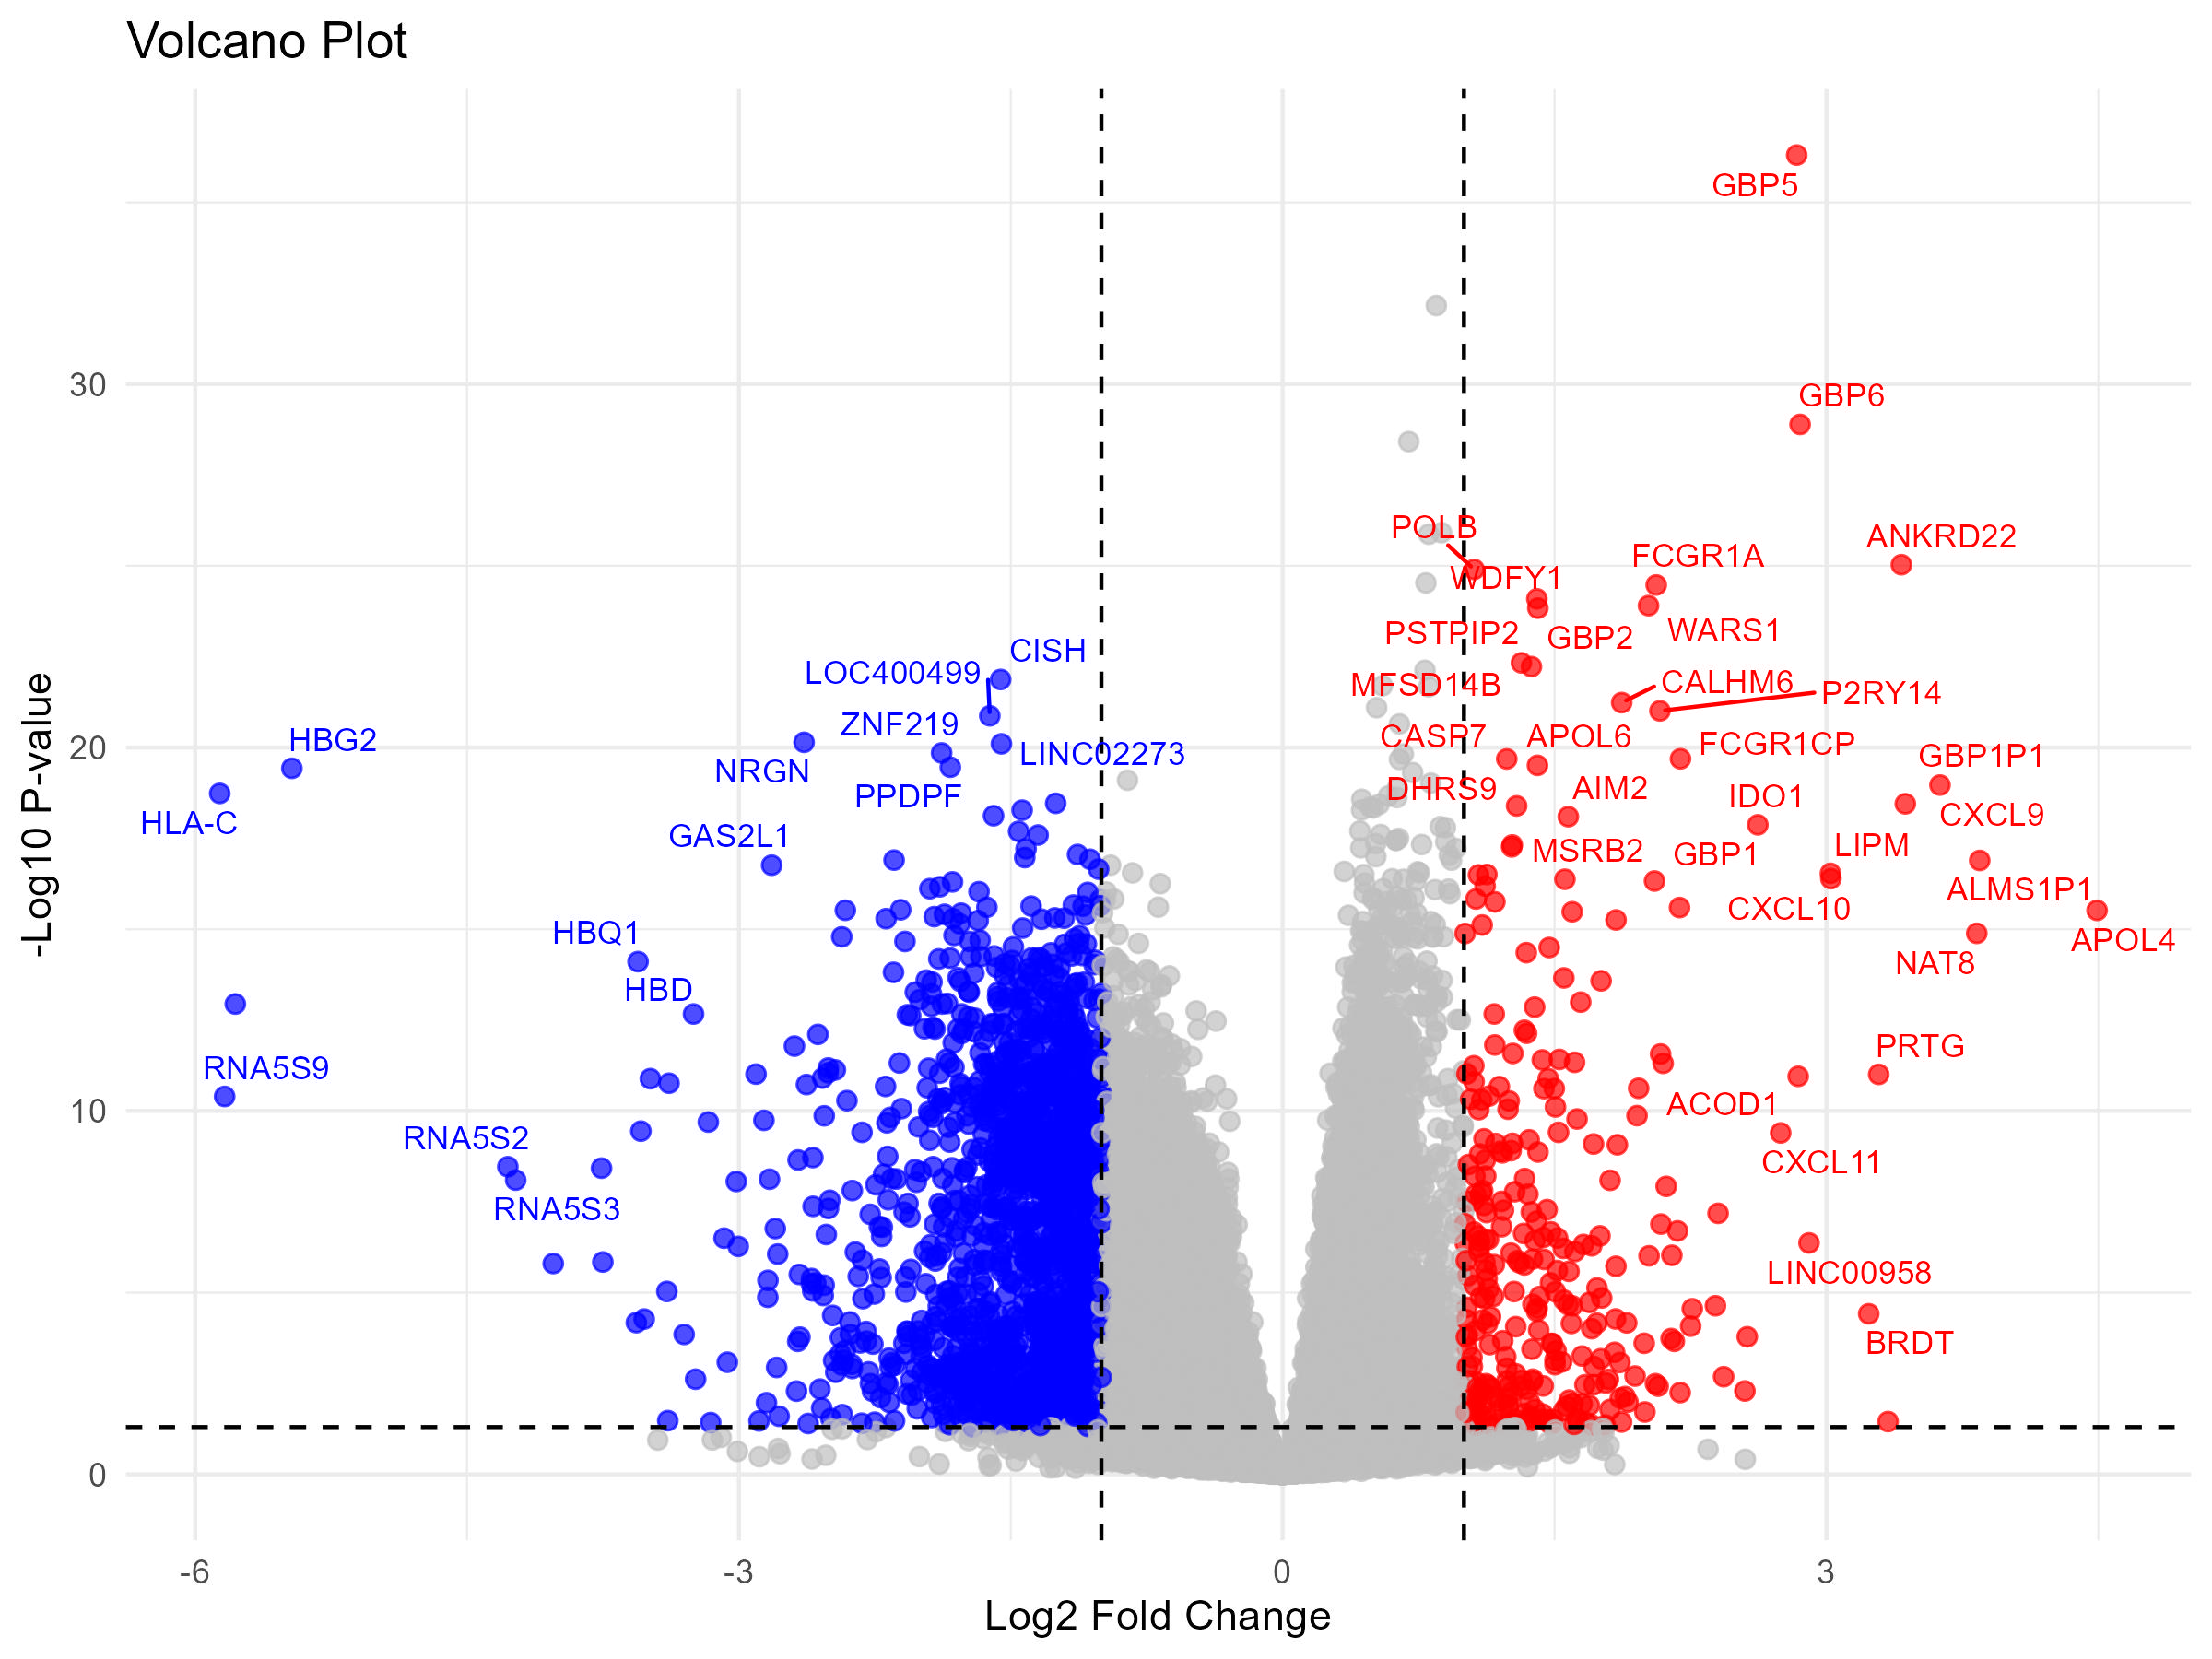 Volcano Plot
GBP5
GBP6
30
POLB
ANKRD22
FCGR1A
WDFY1
WARS1
PSTPIP2
GBP2
CISH
LOC400499
MFSD14B
CALHM6
P2RY14
ZNF219
CASP7
APOL6
FCGR1CP
HBG2
20
LINC02273
GBP1P1
NRGN
DHRS9
AIM2
IDO1
PPDPF
CXCL9
HLA-C
GAS2L1
MSRB2
GBP1
LIPM
ALMS1P1
CXCL10
HBQ1
APOL4
NAT8
HBD
PRTG
RNA5S9
10
ACOD1
RNA5S2
CXCL11
RNA5S3
LINC00958
BRDT
0
-6
-3
0
3
Log2 Fold Change
-Log10 P-value